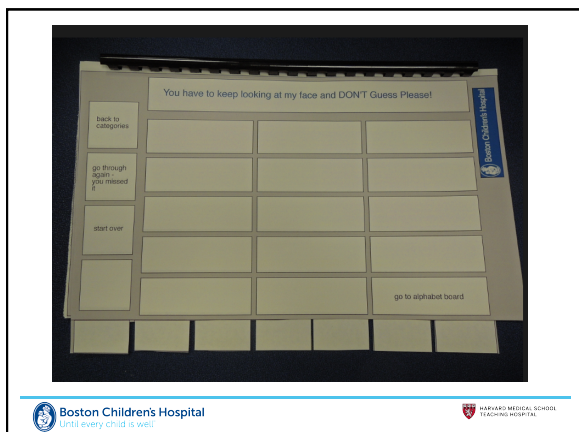 You have to keep looking at my face and DON'T Guess Please!
back to
categories
go through
again -
you missed
it
start over
go to alphabet board
Boston Children's Hospital
Boston Children's Hospital
Until every child is well
HARVARD MEDICAL SCHOOL
TEACHING HOSPITAL